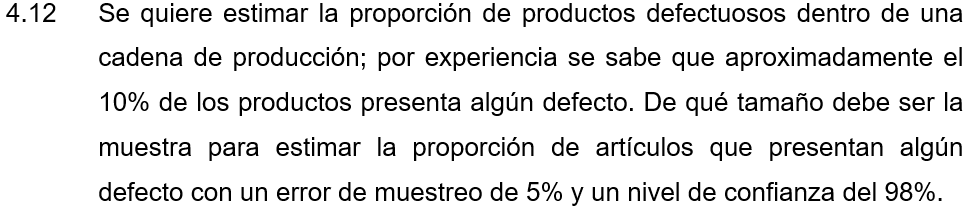 4.12 Se quiere estimar la proporción de productos defectuosos dentro de una
cadena de producción; por experiencia se sabe que aproximadamente el
10% de los productos presenta algún defecto. De qué tamaño debe ser la
muestra para estimar la proporción de artículos que presentan algún
defecto con un error de muestreo de 5% y un nivel de confianza del 98%.